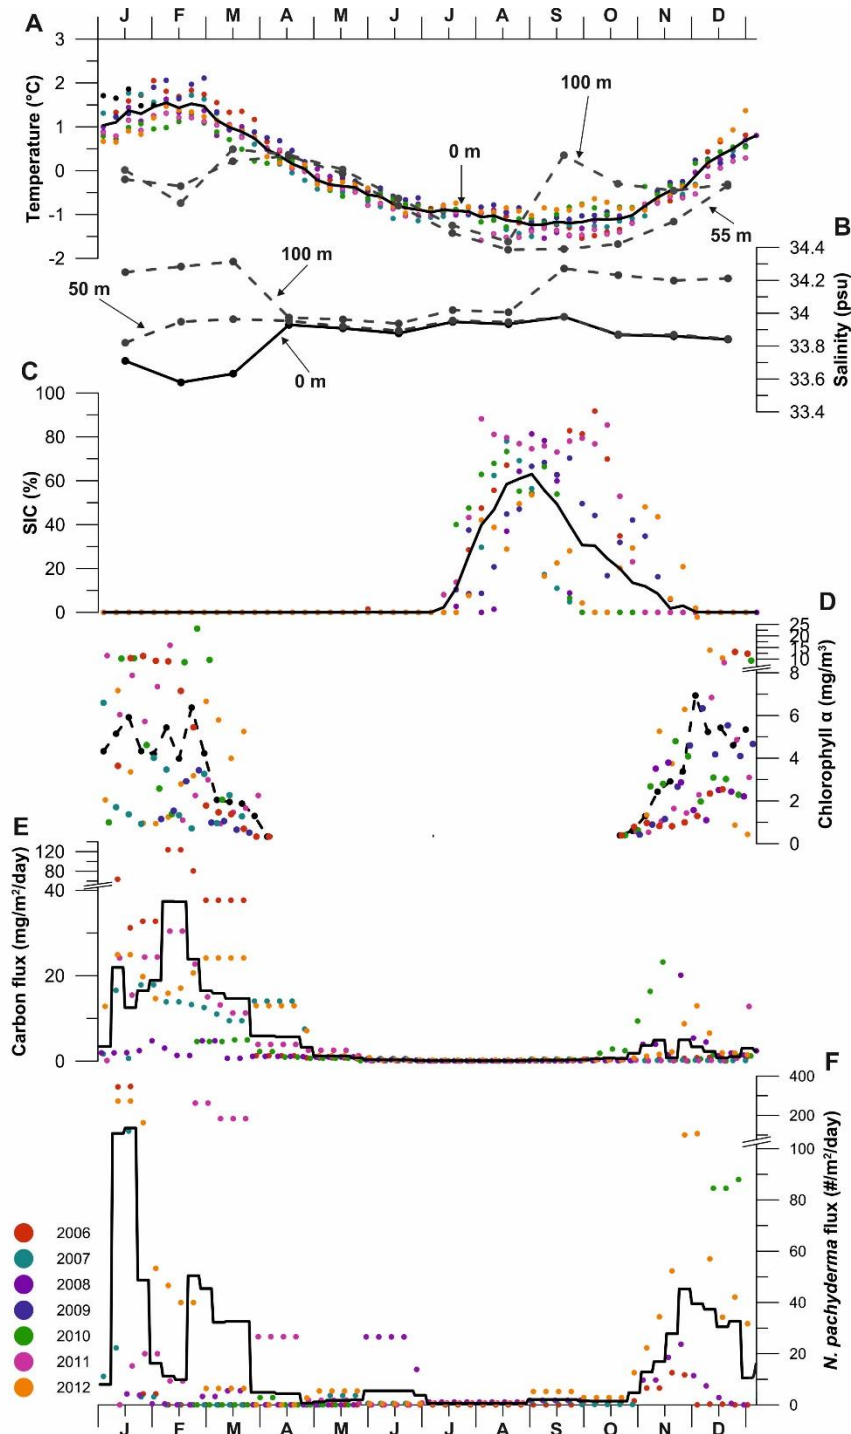 J F M A M J J A S O N D
A
3
2
1
0
-1
-2
Temperature (°C)
100 m
0 m
55 m
B
34.4
34.2
34
33.8
33.6
33.4
Salinity (psu)
100 m
50 m
0 m
C
100
80
60
40
20
0
SIC (%)
D
25
20
15
10
8
6
4
2
0
Chlorophyll α (mg/m³)
E
120
80
40
20
0
Carbon flux (mg/m²/day)
F
400
200
100
80
60
40
20
0
N. pachyderma flux (#/m²/day)
2006
2007
2008
2009
2010
2011
2012
J F M A M J J A S O N D